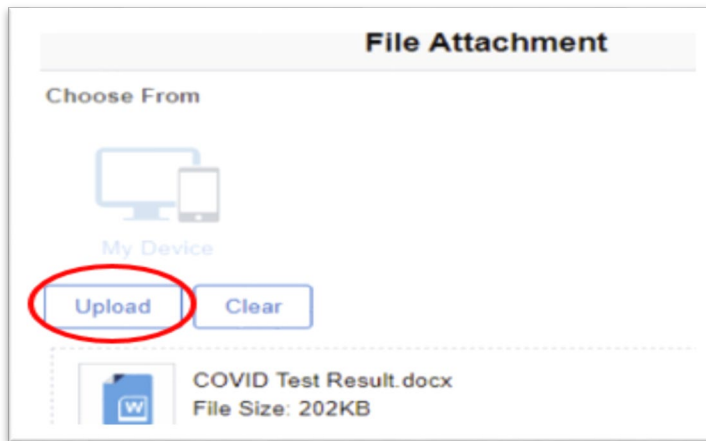 File Attachment
Choose From
My Device
Upload Clear
COVID Test Result.docx
File Size: 202KB